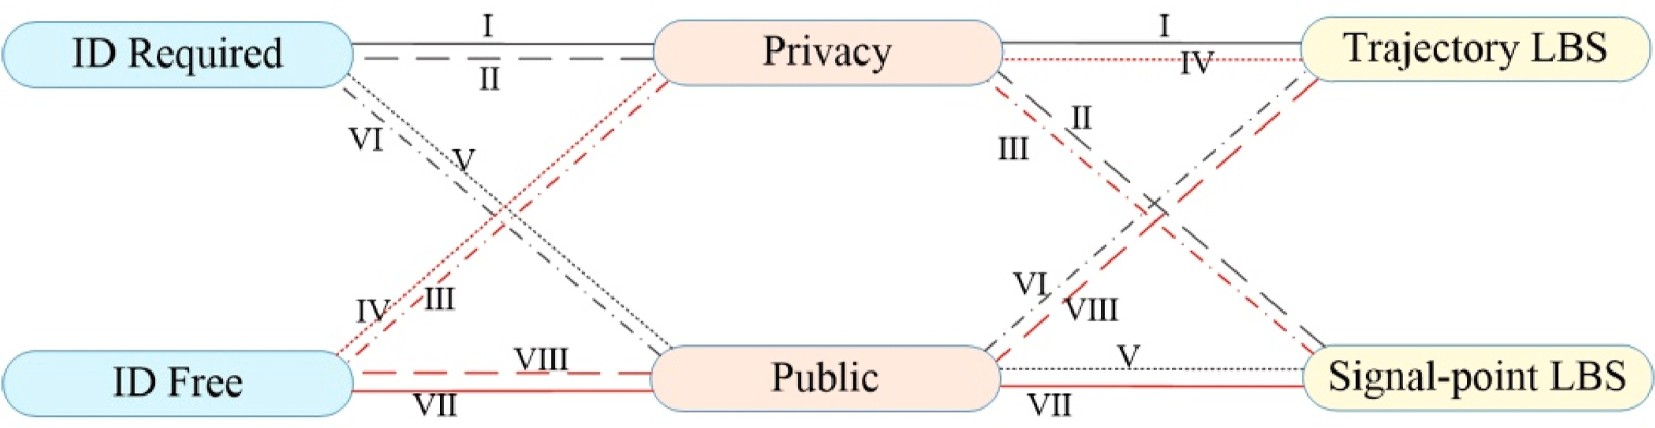 I
I
ID Required
Privacy
Trajectory LBS
II
IV
VI
V
II
III
IV
III
VI
VIII
ID Free
VIII
VII
Public
V
VII
Signal-point LBS